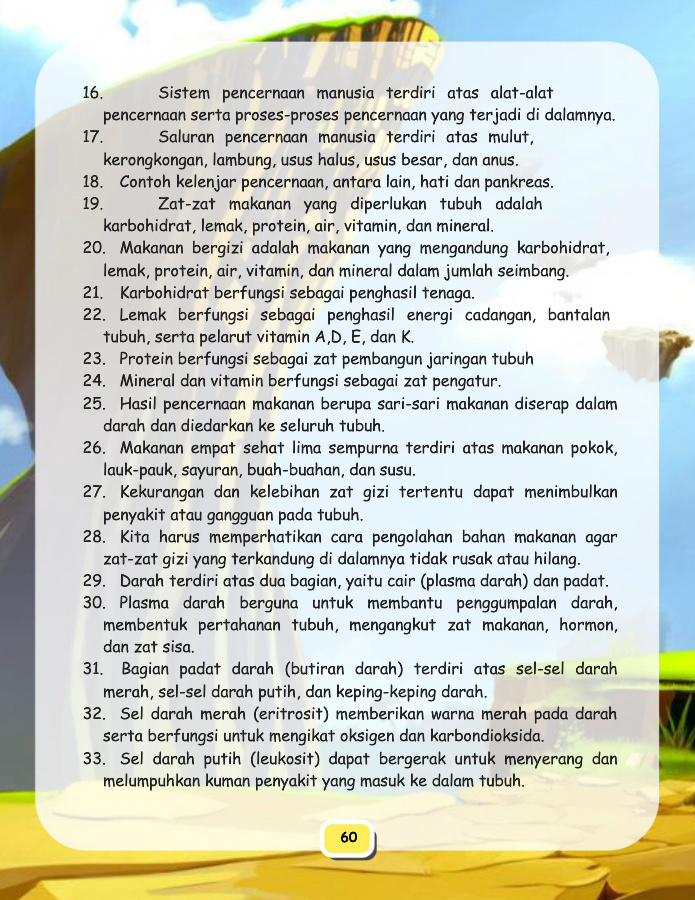 16. Sistem pencernaan manusia terdiri atas alat-alat
pencernaan serta proses-proses pencernaan yang terjadi di dalamnya.
17. Saluran pencernaan manusia terdiri atas mulut,
kerongkongan, lambung, usus halus, usus besar, dan anus.
18. Contoh kelenjar pencernaan, antara lain, hati dan pankreas.
19. Zat-zat makanan yang diperlukan tubuh adalah
karbohidrat, lemak, protein, air, vitamin, dan mineral.
20. Makanan bergizi adalah makanan yang mengandung karbohidrat,
lemak, protein, air, vitamin, dan mineral dalam jumlah seimbang.
21. Karbohidrat berfungsi sebagai penghasil tenaga.
22. Lemak berfungsi sebagai penghasil energi cadangan, bantalan
tubuh, serta pelarut vitamin A,D, E, dan K.
23. Protein berfungsi sebagai zat pembangun jaringan tubuh
24. Mineral dan vitamin berfungsi sebagai zat pengatur.
25. Hasil pencernaan makanan berupa sari-sari makanan diserap dalam
darah dan diedarkan ke seluruh tubuh.
26. Makanan empat sehat lima sempurna terdiri atas makanan pokok,
lauk-pauk, sayuran, buah-buahan, dan susu.
27. Kekurangan dan kelebihan zat gizi tertentu dapat menimbulkan
penyakit atau gangguan pada tubuh.
28. Kita harus memperhatikan cara pengolahan bahan makanan agar
zat-zat gizi yang terkandung di dalamnya tidak rusak atau hilang.
29. Darah terdiri atas dua bagian, yaitu cair (plasma darah) dan padat.
30. Plasma darah berguna untuk membantu penggumpalan darah,
membentuk pertahanan tubuh, mengangkut zat makanan, hormon,
dan zat sisa.
31. Bagian padat darah (butiran darah) terdiri atas sel-sel darah
merah, sel-sel darah putih, dan keping-keping darah.
32. Sel darah merah (eritrosit) memberikan warna merah pada darah
serta berfungsi untuk mengikat oksigen dan karbondioksida.
33. Sel darah putih (leukosit) dapat bergerak untuk menyerang dan
melumpuhkan kuman penyakit yang masuk ke dalam tubuh.
60